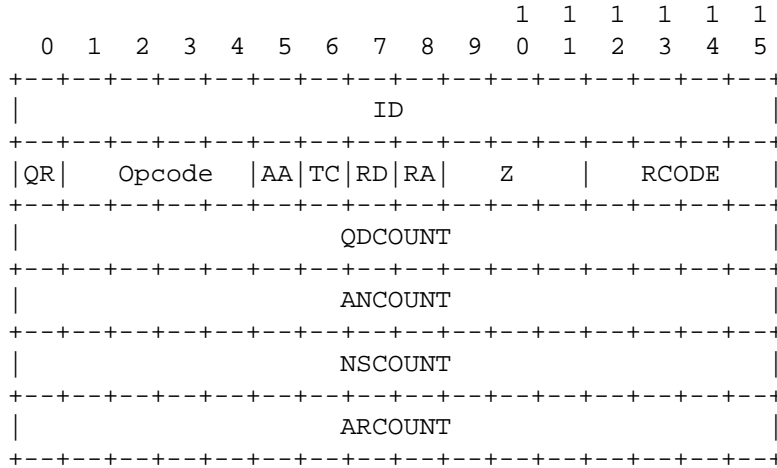 1  1  1  1  1  1
  0  1  2  3  4  5  6  7  8  9  0  1  2  3  4  5
+--+--+--+--+--+--+--+--+--+--+--+--+--+--+--+--+
|                      ID                       |
+--+--+--+--+--+--+--+--+--+--+--+--+--+--+--+--+
|QR|   Opcode  |AA|TC|RD|RA|   Z    |   RCODE   |
+--+--+--+--+--+--+--+--+--+--+--+--+--+--+--+--+
|                    QDCOUNT                    |
+--+--+--+--+--+--+--+--+--+--+--+--+--+--+--+--+
|                    ANCOUNT                    |
+--+--+--+--+--+--+--+--+--+--+--+--+--+--+--+--+
|                    NSCOUNT                    |
+--+--+--+--+--+--+--+--+--+--+--+--+--+--+--+--+
|                    ARCOUNT                    |
+--+--+--+--+--+--+--+--+--+--+--+--+--+--+--+--+